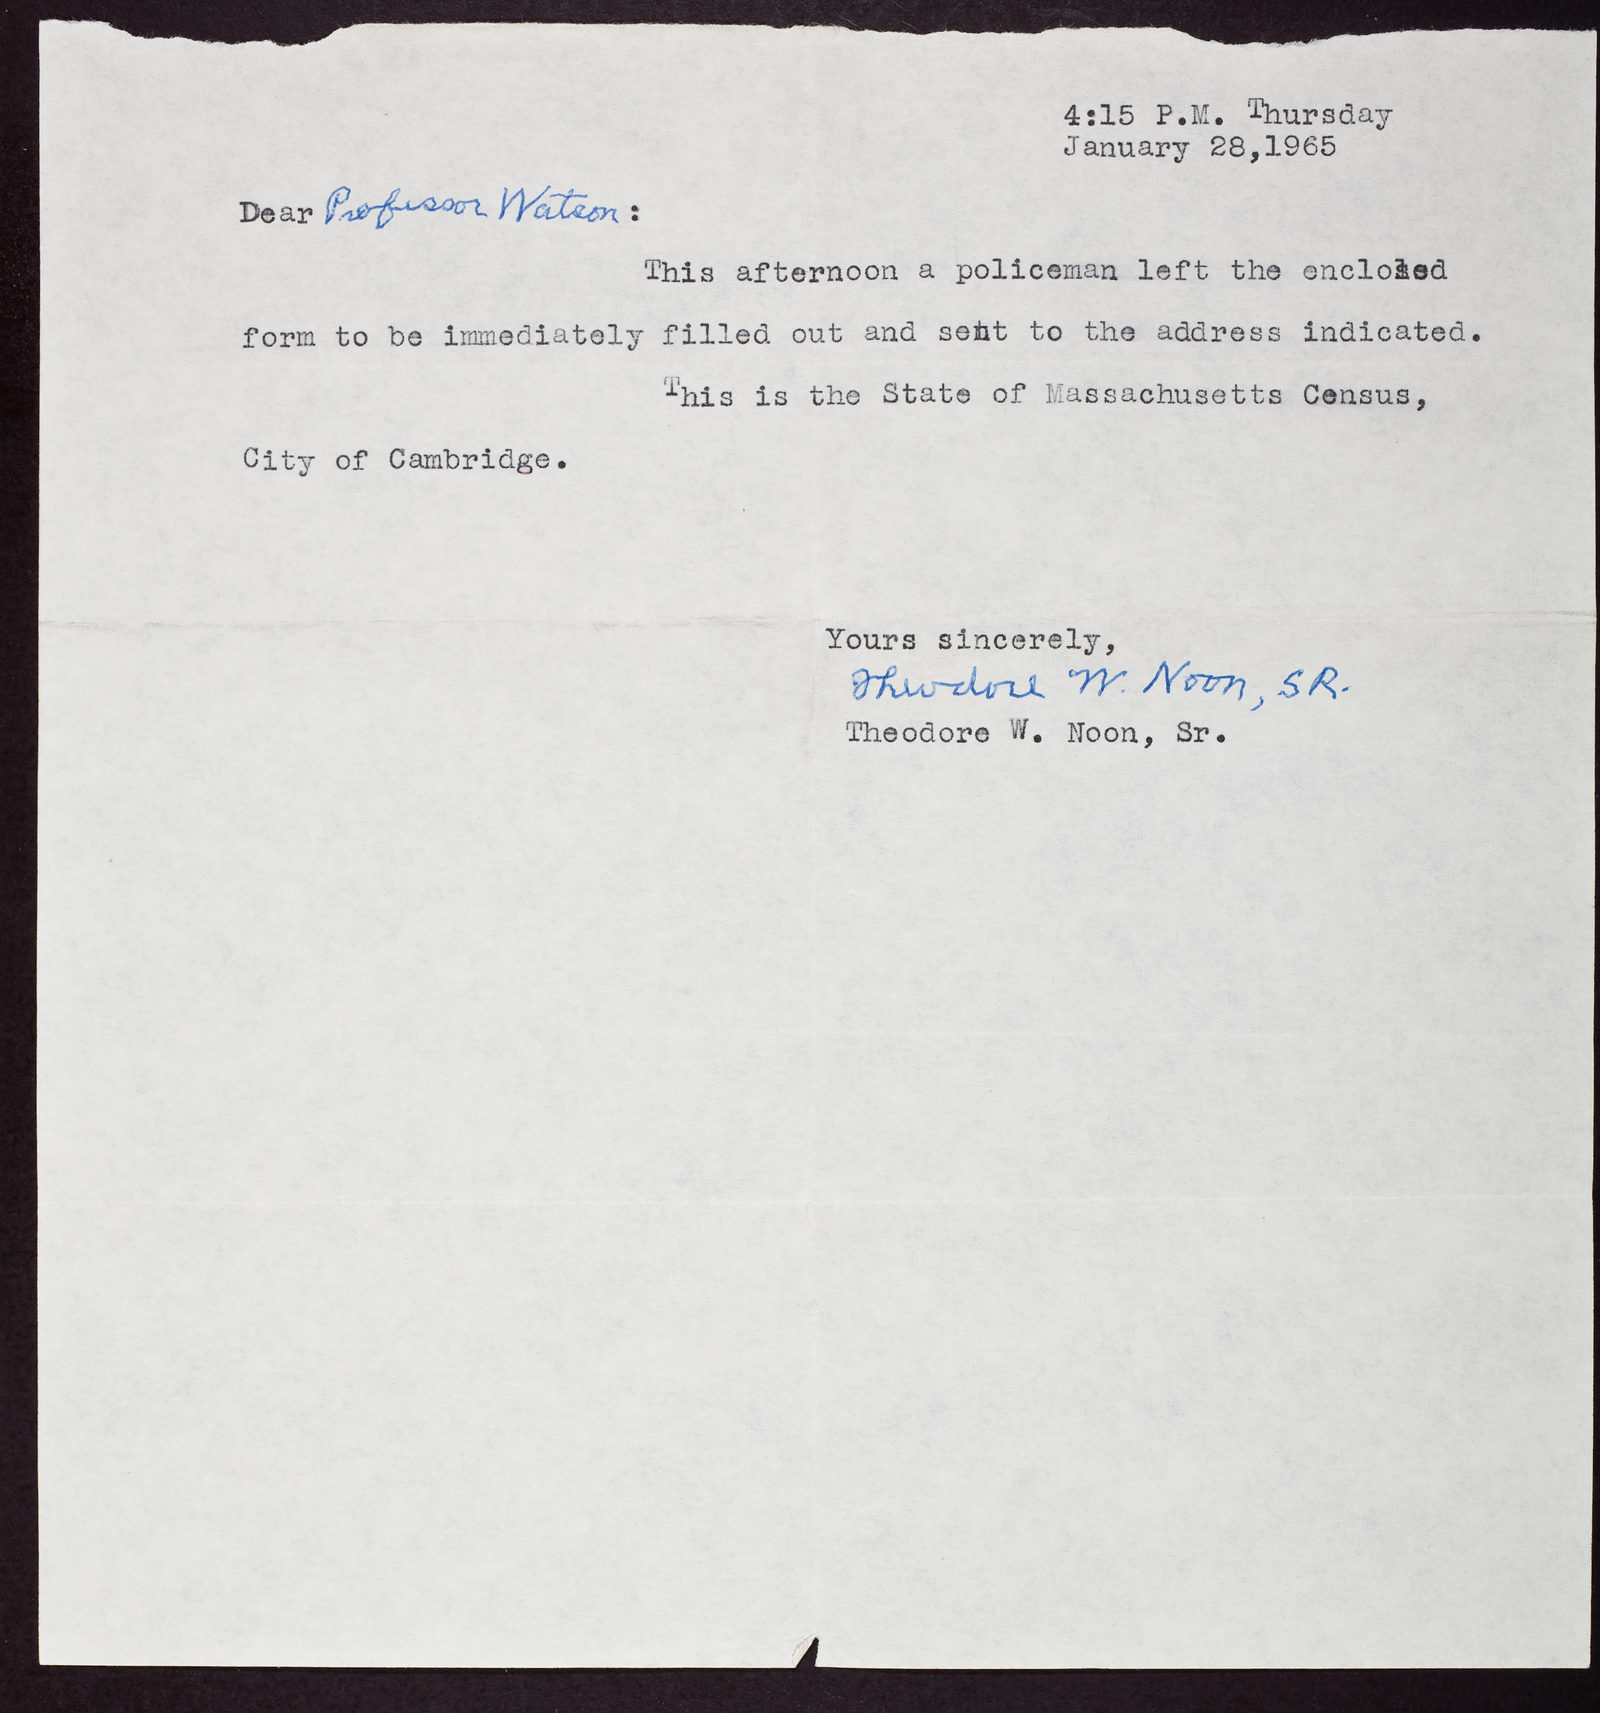 4:15 P.M. Thursday
January 28,1965
Dear Professor Watson:
This afternoon a policeman left the enclosed
form to be immediately filled out and sent to the address indicated.
This is the State of Massachusetts Census,
City of Cambridge.
Yours sincerely,
Theodore W. Noon, SR.
Theodore W. Noon, Sr.